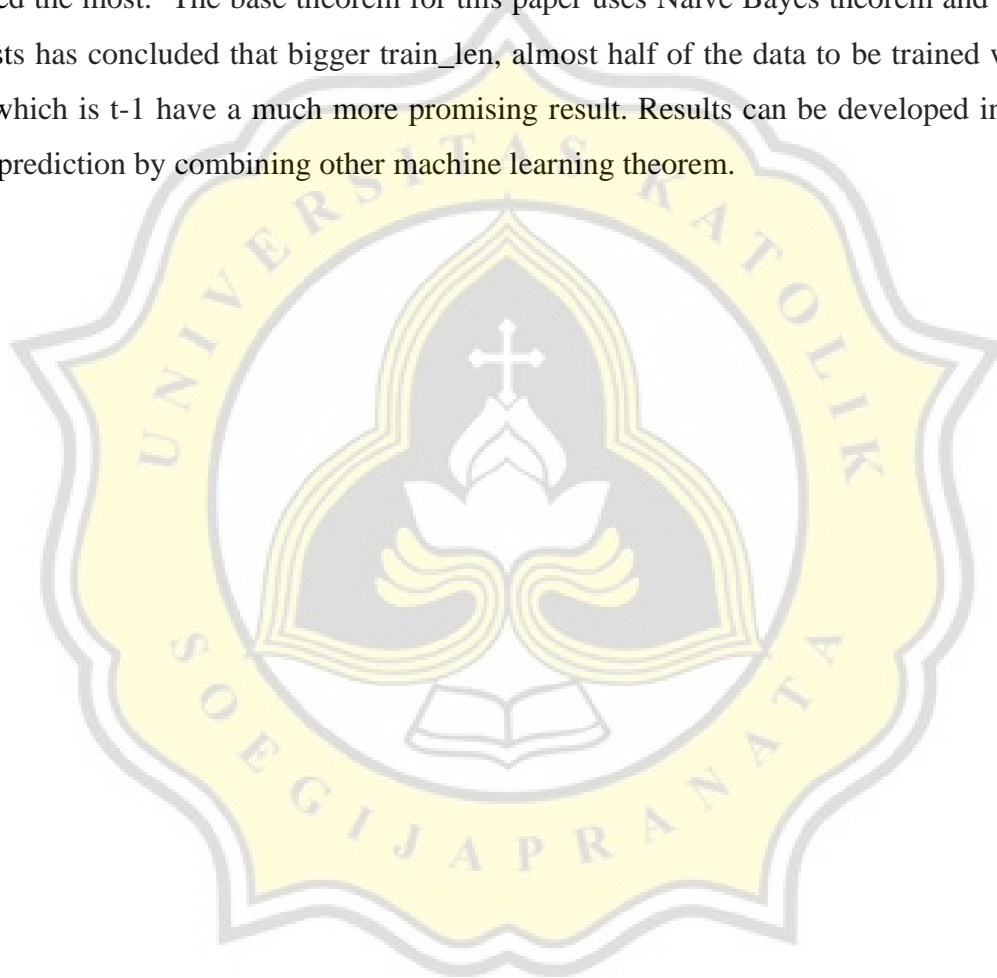 ed the most. The base theorem for this paper uses Naive Bayes theorem and
sts has concluded that bigger train_len, almost half of the data to be trained
which is t-1 have a much more promising result. Results can be developed in
prediction by combining other machine learning theorem.
UNIVERSITAS KATOLIK
SOEGIJAPRANATA